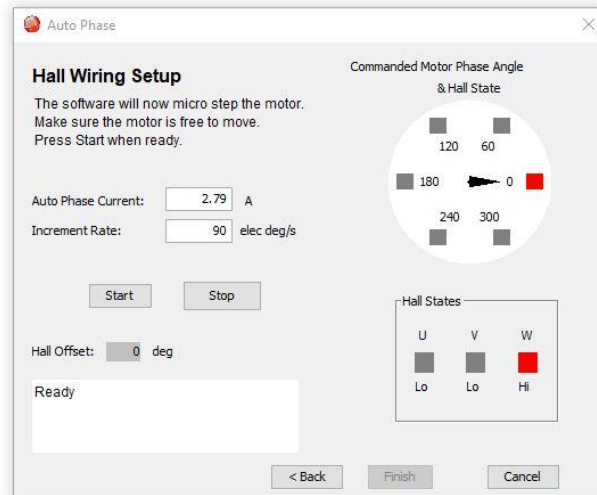 Auto Phase
Hall Wiring Setup
The software will now micro step the motor.
Make sure the motor is free to move.
Press Start when ready.
Auto Phase Current: 2.79 A
Increment Rate: 90 elec deg/s
Start Stop
Hall Offset: 0 deg
Ready
Commanded Motor Phase Angle
& Hall State
120 60
180 0
240 300
Hall States
U V W
Lo Lo Hi
< Back Finish Cancel